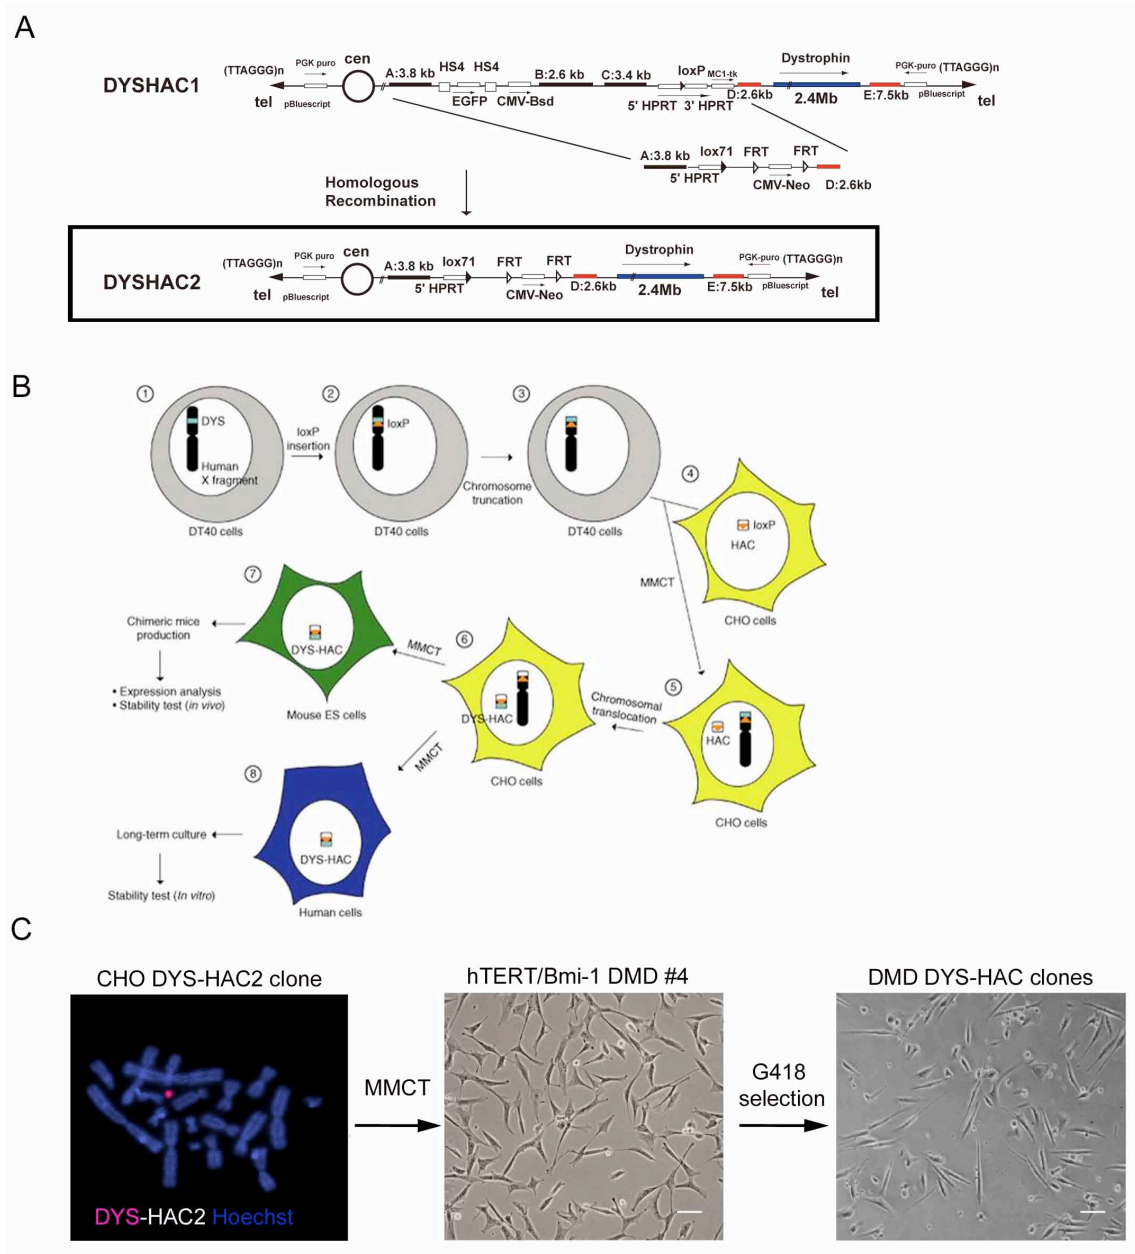 A
DYSHAC1
(TTAGGG)n
tel
PGK puro
pBluescript
cen
A:3.8 kb
HS4
HS4
EGFP
CMV-Bsd
B:2.6 kb
C:3.4 kb
loxP
MC1-tk
5' HPRT
3' HPRT
D:2.6kb
Dystrophin
2.4Mb
E:7.5kb
PGK-puro
pBluescript
(TTAGGG)n
tel
A:3.8 kb
lox71
FRT
FRT
5' HPRT
CMV-Neo
D:2.6kb
Homologous
Recombination
DYSHAC2
(TTAGGG)n
tel
PGK puro
pBluescript
cen
A:3.8 kb
lox71
5' HPRT
FRT
FRT
CMV-Neo
D:2.6kb
Dystrophin
2.4Mb
E:7.5kb
PGK-puro
pBluescript
(TTAGGG)n
tel
B
1
DYS
Human
X fragment
DT40 cells
loxP
insertion
2
loxP
DT40 cells
Chromosome
truncation
3
DT40 cells
4
loxP
HAC
CHO cells
MMCT
5
HAC
CHO cells
Chromosomal
translocation
6
DYS-HAC
CHO cells
MMCT
7
DYS-HAC
Mouse ES cells
Chimeric mice
production
• Expression analysis
• Stability test (in vivo)
MMCT
8
DYS-HAC
Human cells
Long-term culture
Stability test (In vitro)
C
CHO DYS-HAC2 clone
DYS-HAC2 Hoechst
MMCT
hTERT/Bmi-1 DMD #4
G418
selection
DMD DYS-HAC clones